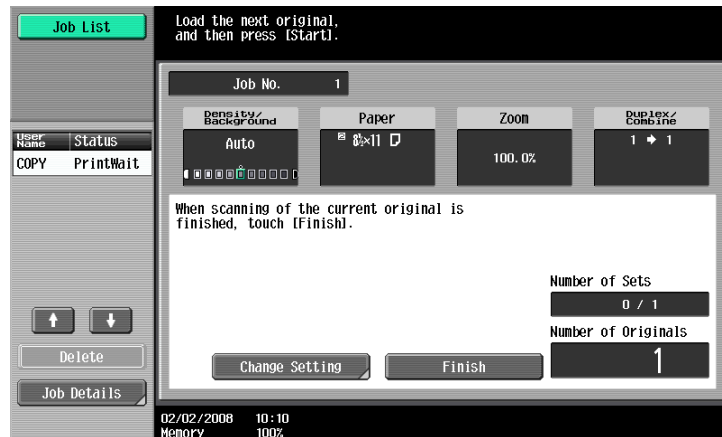 Job List
Load the next original,
and then press [Start].
Job No. 1
Density/
Background
Paper
Zoom
Duplex/
Combine
Auto
2 8½×11
100.0%
1 → 1
User
Name
Status
COPY PrintWait
When scanning of the current original is
finished, touch [Finish].
Number of Sets
0 / 1
Number of Originals
1
Delete
Change Setting
Finish
Job Details
02/02/2008 10:10
Memory 100%